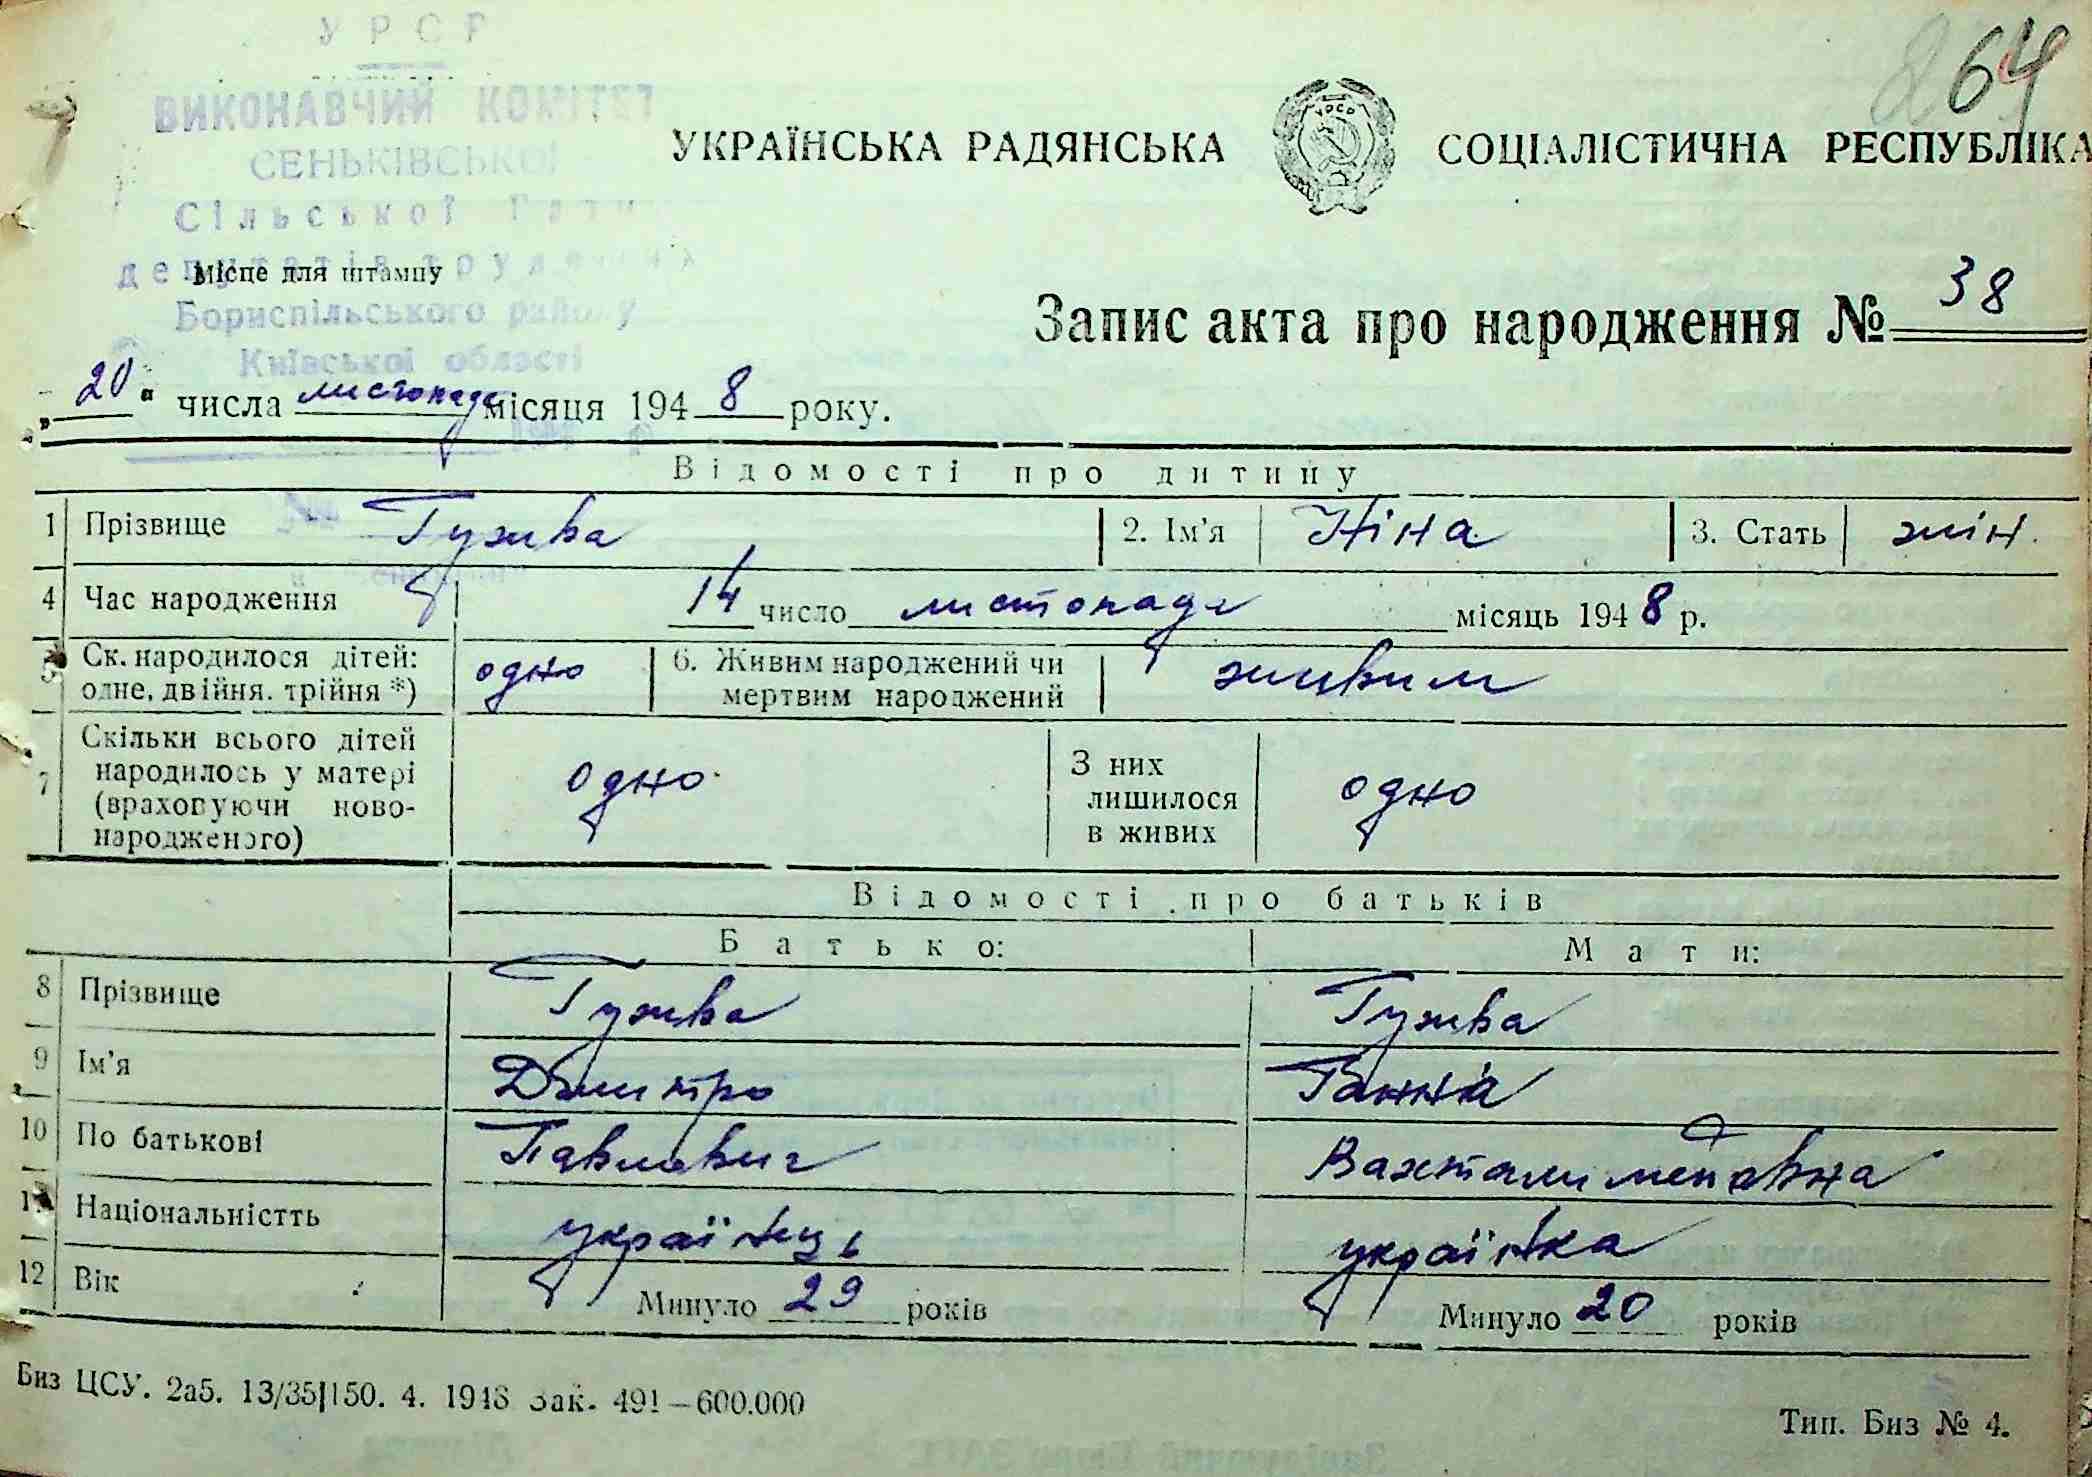 УРСР
ВИКОНАВЧИЙ КОМІТЕТ
СЕНЬКІВСЬКОЇ
Сільської Ради
депутатів трудящих
Бориспільського району
Київської області
64
УКРАЇНСЬКА РАДЯНСЬКА СОЦІАЛІСТИЧНА РЕСПУБЛІКА
Місце для штампу
Запис акта про народження № 38
„20“ числа листопада місяця 1948 року.
Відомості про дитину
1 Прізвище Гужва 2. Ім'я Ніна 3. Стать жін.
4 Час народження 14 число листопада місяць 1948 р.
5 Ск. народилося дітей: одне, двійня. трійня *) одно 6. Живим народжений чи мертвим народжений живим
7 Скільки всього дітей народилось у матері (враховуючи ново-народженого) одно З них лишилося в живих одно
Відомості про батьків
Батько: Мати:
8 Прізвище Гужва Гужва
9 Ім'я Дмитро Ганна
10 По батькові Павлович
11 Національністть українець українка
12 Вік Минуло 29 років Минуло 20 років
Биз ЦСУ. 2а5. 13/35|150. 4. 1948 Зак. 491—600.000
Тип. Биз № 4.